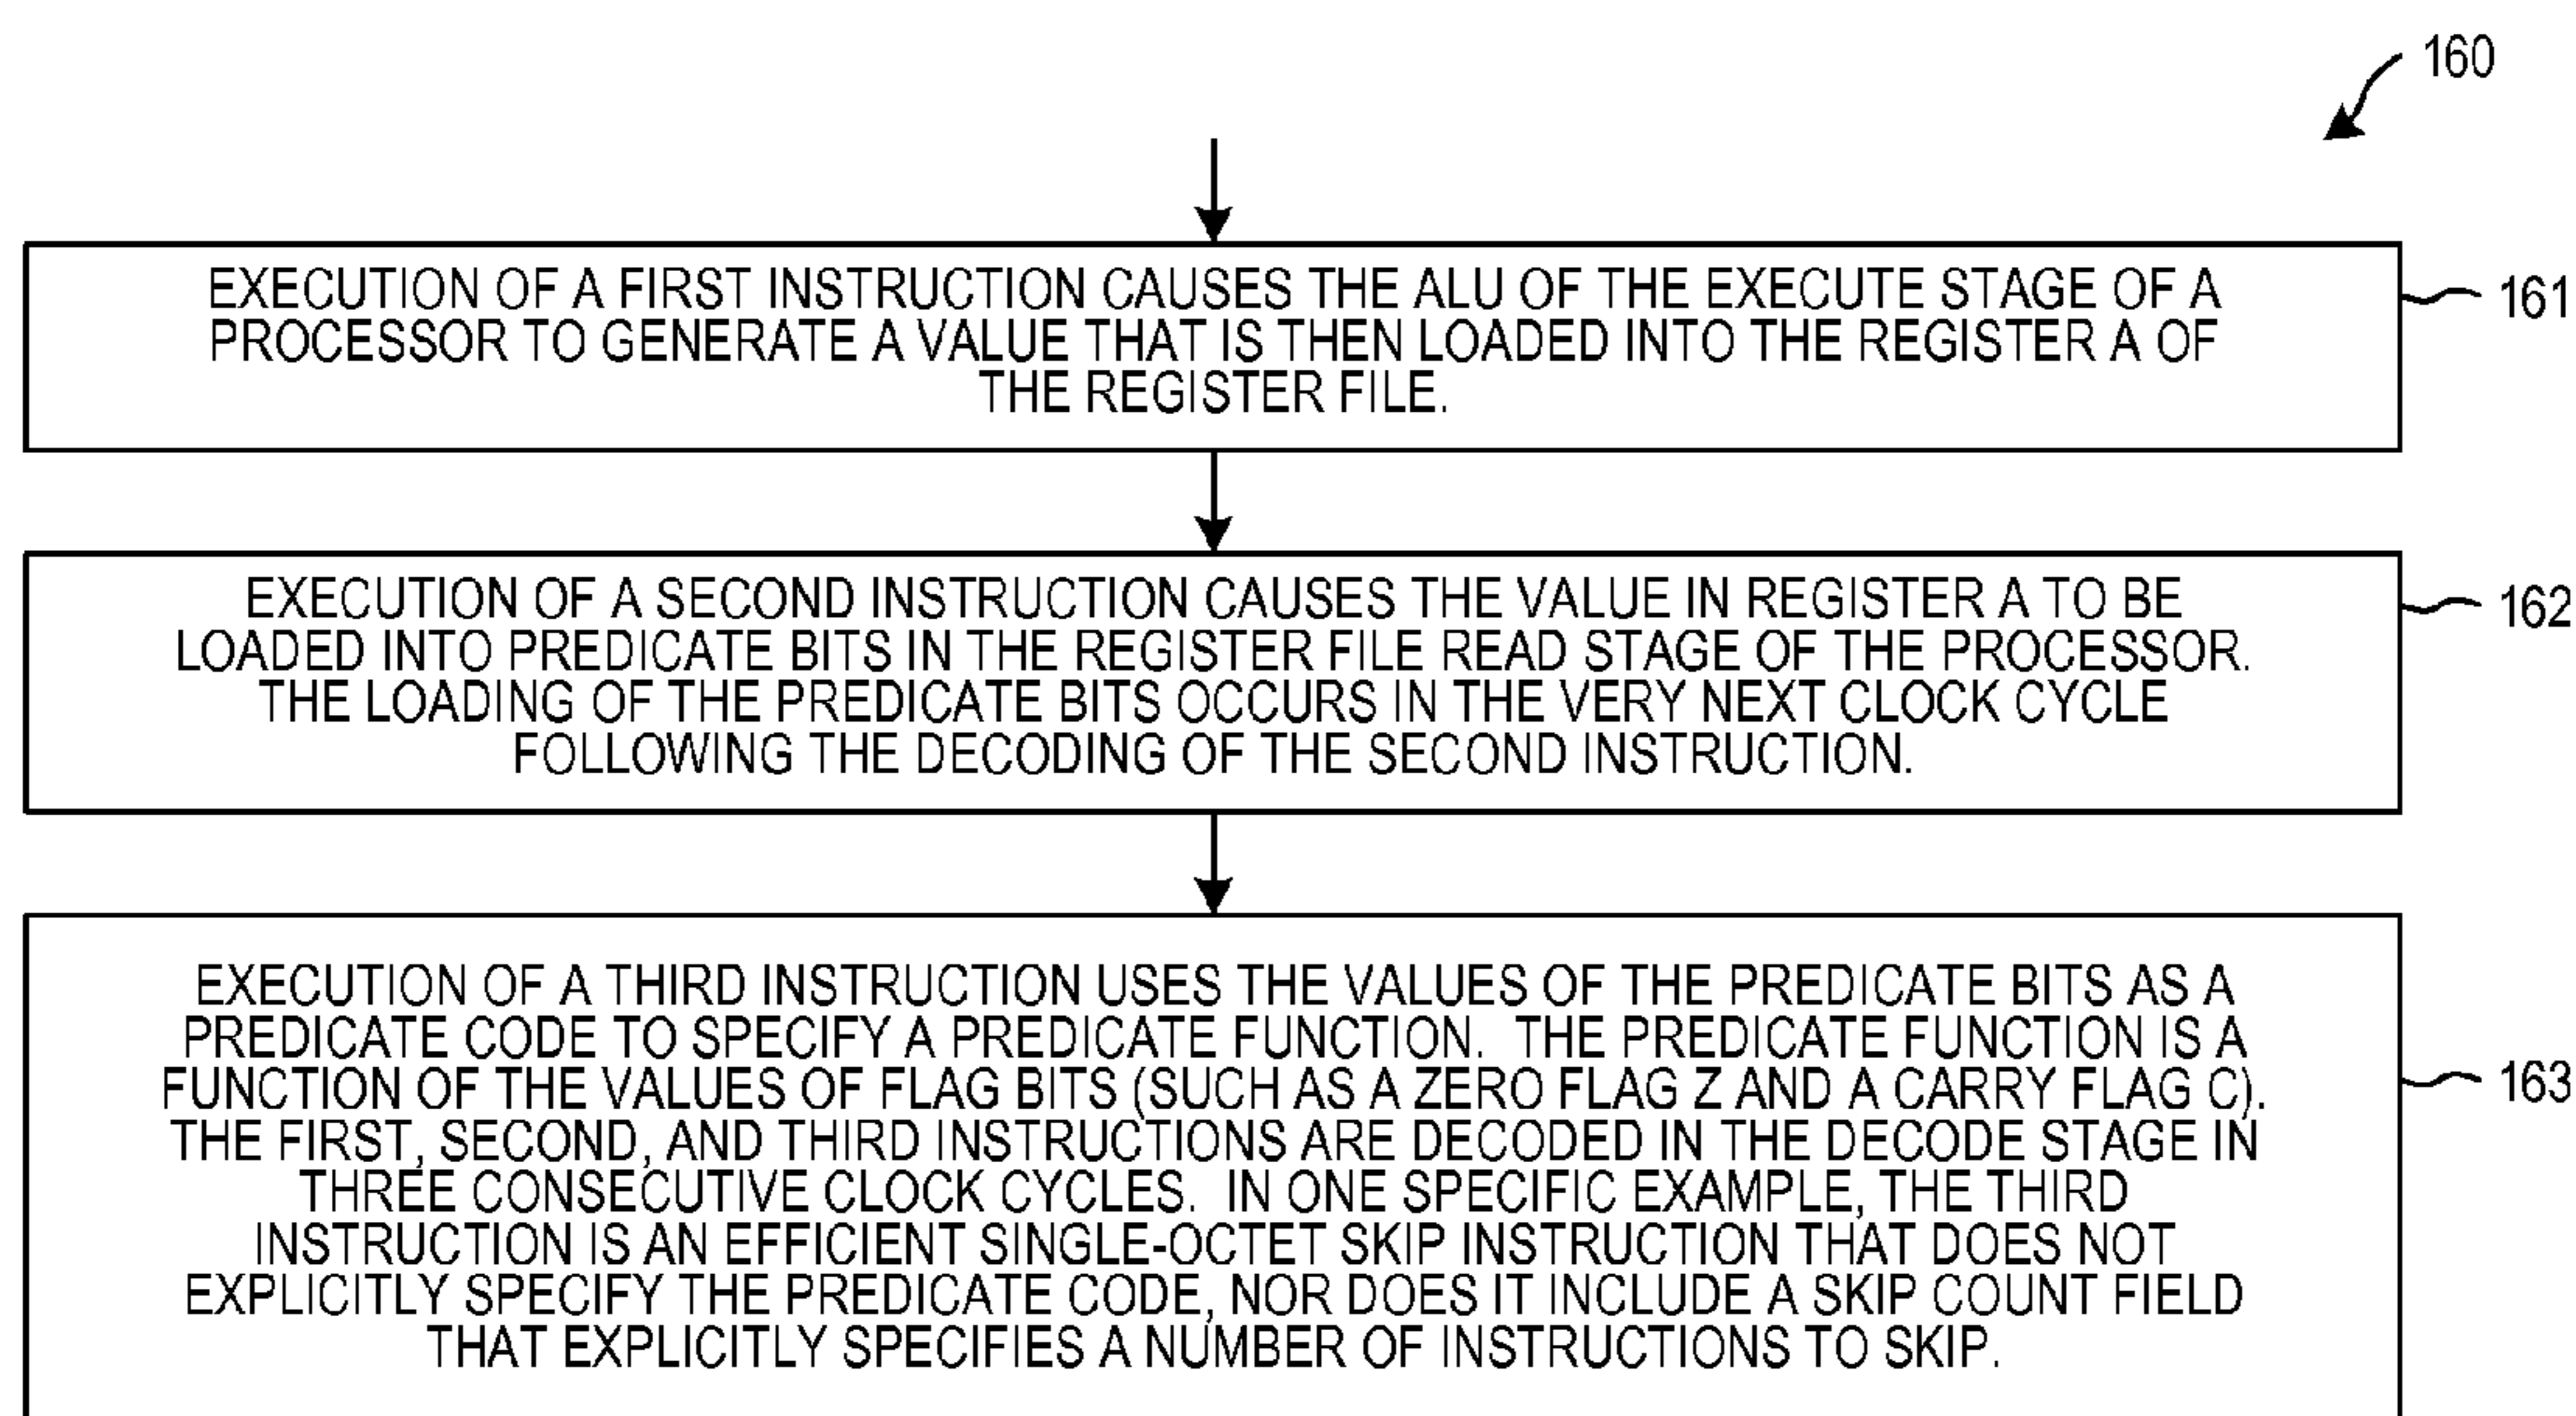 160
EXECUTION OF A FIRST INSTRUCTION CAUSES THE ALU OF THE EXECUTE STAGE OF A
PROCESSOR TO GENERATE A VALUE THAT IS THEN LOADED INTO THE REGISTER A OF
THE REGISTER FILE.
161
EXECUTION OF A SECOND INSTRUCTION CAUSES THE VALUE IN REGISTER A TO BE
LOADED INTO PREDICATE BITS IN THE REGISTER FILE READ STAGE OF THE PROCESSOR.
THE LOADING OF THE PREDICATE BITS OCCURS IN THE VERY NEXT CLOCK CYCLE
FOLLOWING THE DECODING OF THE SECOND INSTRUCTION.
162
EXECUTION OF A THIRD INSTRUCTION USES THE VALUES OF THE PREDICATE BITS AS A
PREDICATE CODE TO SPECIFY A PREDICATE FUNCTION. THE PREDICATE FUNCTION IS A
FUNCTION OF THE VALUES OF FLAG BITS (SUCH AS A ZERO FLAG Z AND A CARRY FLAG C).
THE FIRST, SECOND, AND THIRD INSTRUCTIONS ARE DECODED IN THE DECODE STAGE IN
THREE CONSECUTIVE CLOCK CYCLES. IN ONE SPECIFIC EXAMPLE, THE THIRD
INSTRUCTION IS AN EFFICIENT SINGLE-OCTET SKIP INSTRUCTION THAT DOES NOT
EXPLICITLY SPECIFY THE PREDICATE CODE, NOR DOES IT INCLUDE A SKIP COUNT FIELD
THAT EXPLICITLY SPECIFIES A NUMBER OF INSTRUCTIONS TO SKIP.
163